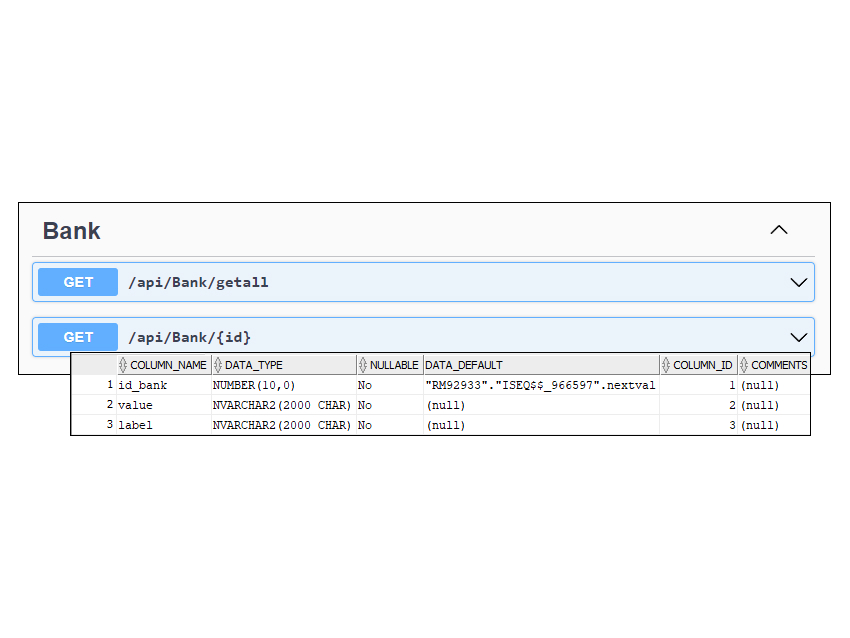 Bank
GET /api/Bank/getall
GET /api/Bank/{id}
COLUMN_NAME DATA_TYPE NULLABLE DATA_DEFAULT COLUMN_ID COMMENTS
1 id_bank NUMBER(10,0) No "RM92933"."ISEQ$$_966597".nextval 1 (null)
2 value NVARCHAR2(2000 CHAR) No (null) 2 (null)
3 label NVARCHAR2(2000 CHAR) No (null) 3 (null)